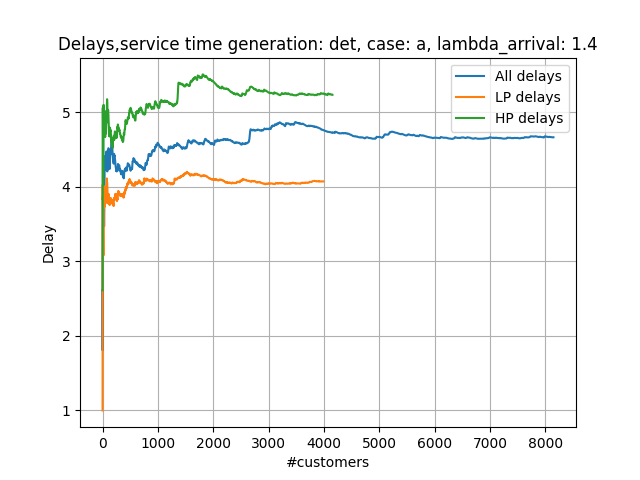 Delays,service time generation: det, case: a, lambda_arrival: 1.4
All delays
LP delays
HP delays
Delay
5
4
3
2
1
0 1000 2000 3000 4000 5000 6000 7000 8000
#customers